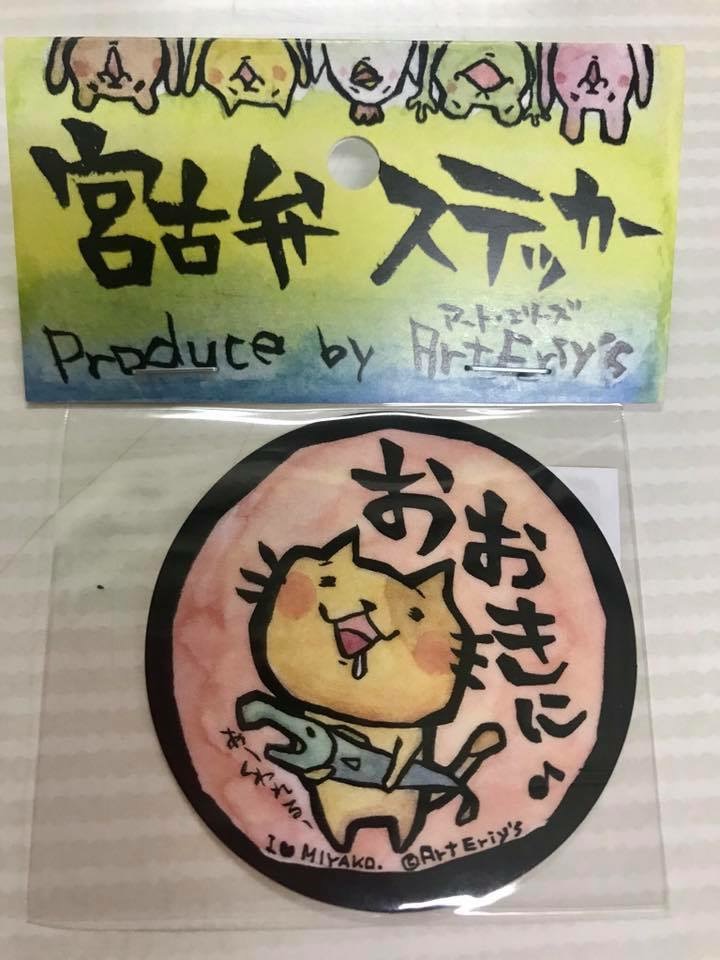 宮古弁 ステッカー
アート・エリーズ
Produce by ArtEriy's
おおきに
I ♥ MIYAKO. ©ArtEriy's